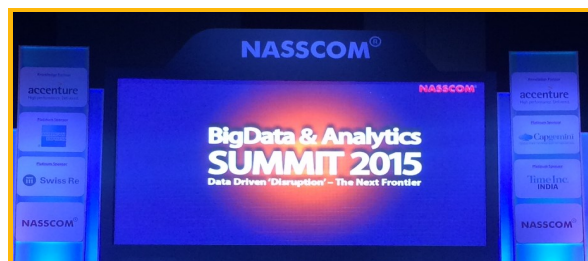 NASSCOM®
NASSCOM®
BigData & Analytics
SUMMIT 2015
Data Driven 'Disruption' – The Next Frontier
accenture
Swiss Re
NASSCOM®
accenture
Capgemini
Time Inc.
INDIA
NASSCOM®